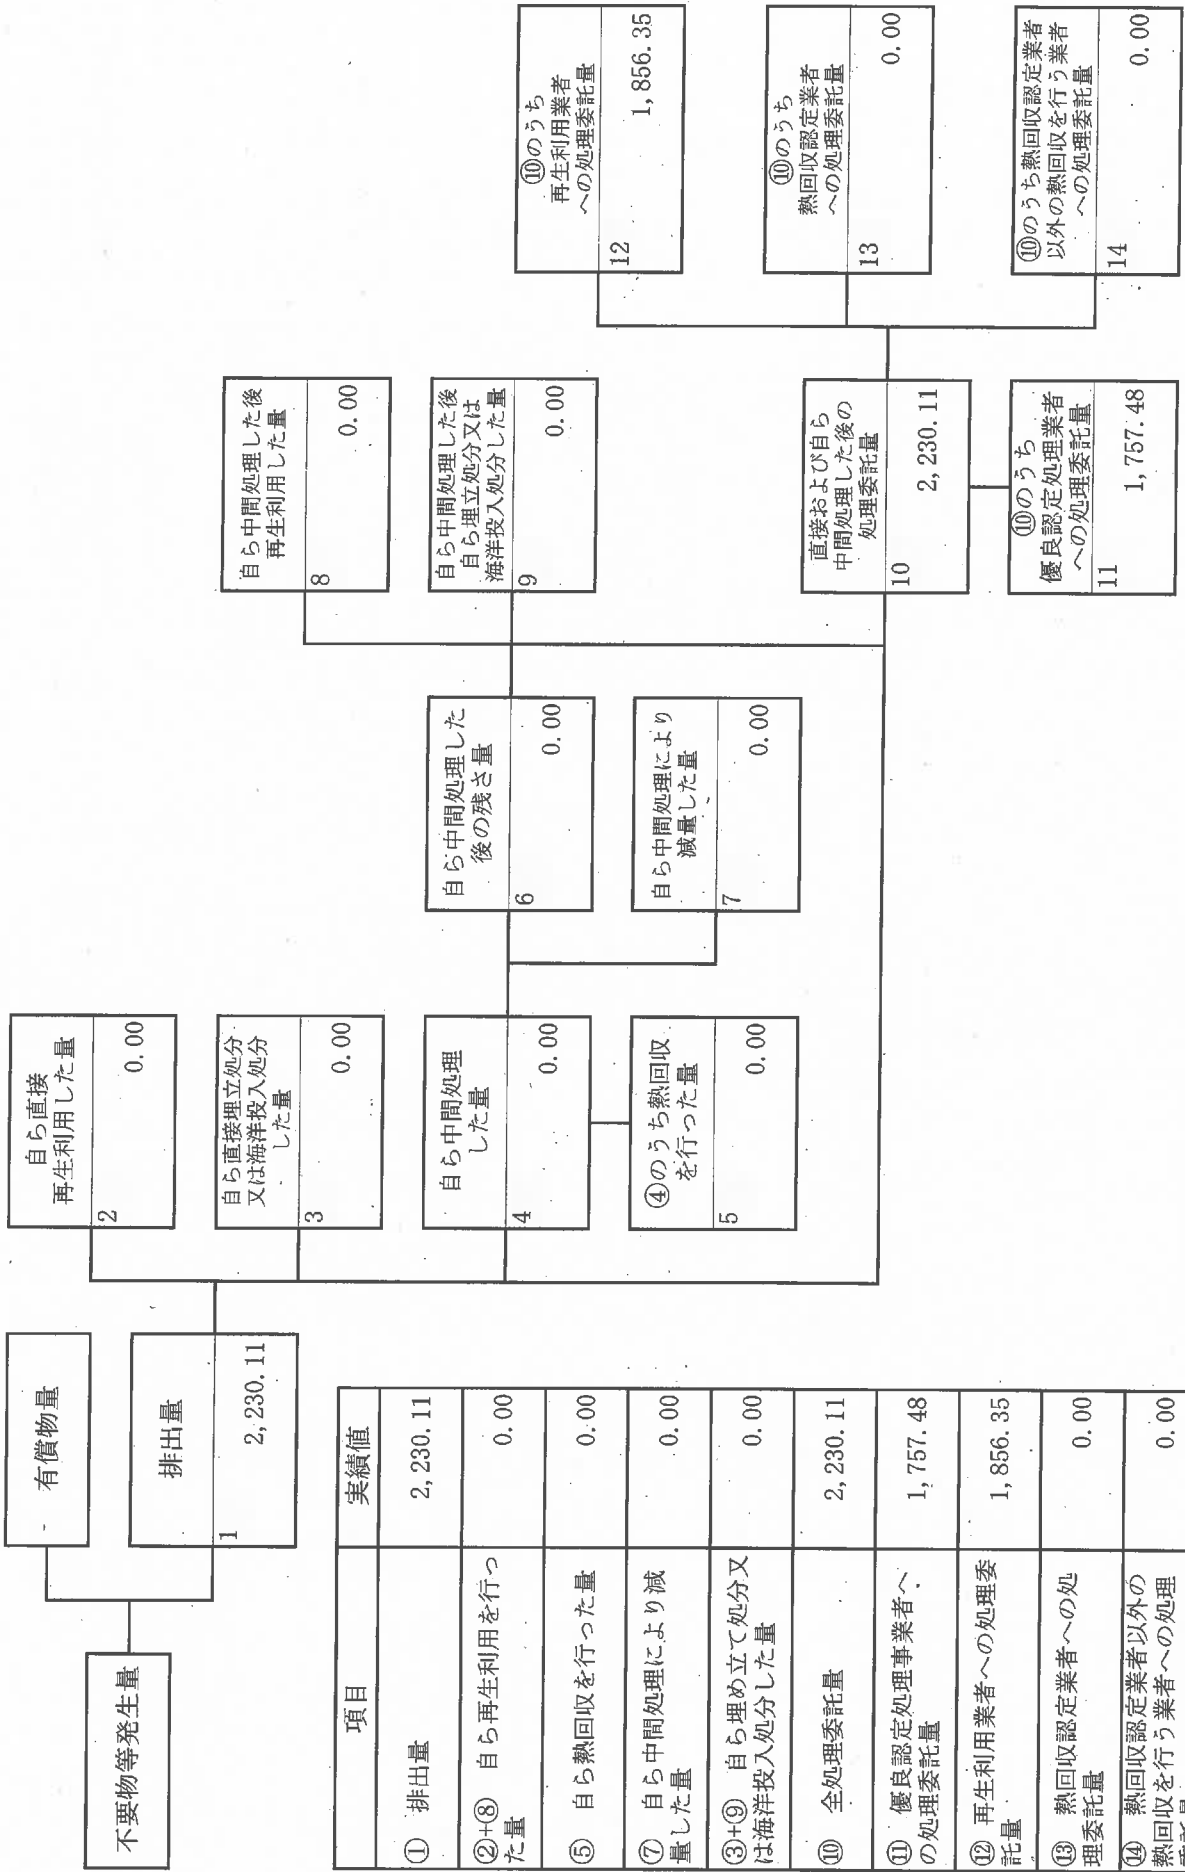 不要物等発生量
有償物量
排出量
1
2,230.11
自ら直接
再生利用した量
2
0.00
自ら直接埋立処分
又は海洋投入処分
した量
3
0.00
自ら中間処理
した量
4
0.00
④のうち熱回収
を行った量
5
0.00
自ら中間処理した
後の残さ量
6
0.00
自ら中間処理により
減量した量
7
0.00
自ら中間処理した後
再生利用した量
8
0.00
自ら中間処理した後
自ら埋立処分又は
海洋投入処分した量
9
0.00
直接および自ら
中間処理した後の
処理委託量
10
2,230.11
⑩のうち
優良認定処理業者
への処理委託量
11
1,757.48
⑩のうち
再生利用業者
への処理委託量
12
1,856.35
⑩のうち
熱回収認定業者
への処理委託量
13
0.00
⑩のうち熱回収認定業者
以外の熱回収を行う業者
への処理委託量
14
0.00
項目 実績値
① 排出量 2,230.11
②+⑧ 自ら再生利用を行っ
た量 0.00
⑤ 自ら熱回収を行った量 0.00
⑦ 自ら中間処理により減
量した量 0.00
③+⑨ 自ら埋め立て処分又
は海洋投入処分した量 0.00
⑩ 全処理委託量 2,230.11
⑪ 優良認定処理事業者へ
の処理委託量 1,757.48
⑫ 再生利用業者への処理委
託量 1,856.35
⑬ 熱回収認定業者への処
理委託量 0.00
⑭ 熱回収認定業者以外の
熱回収を行う業者への処理 0.00